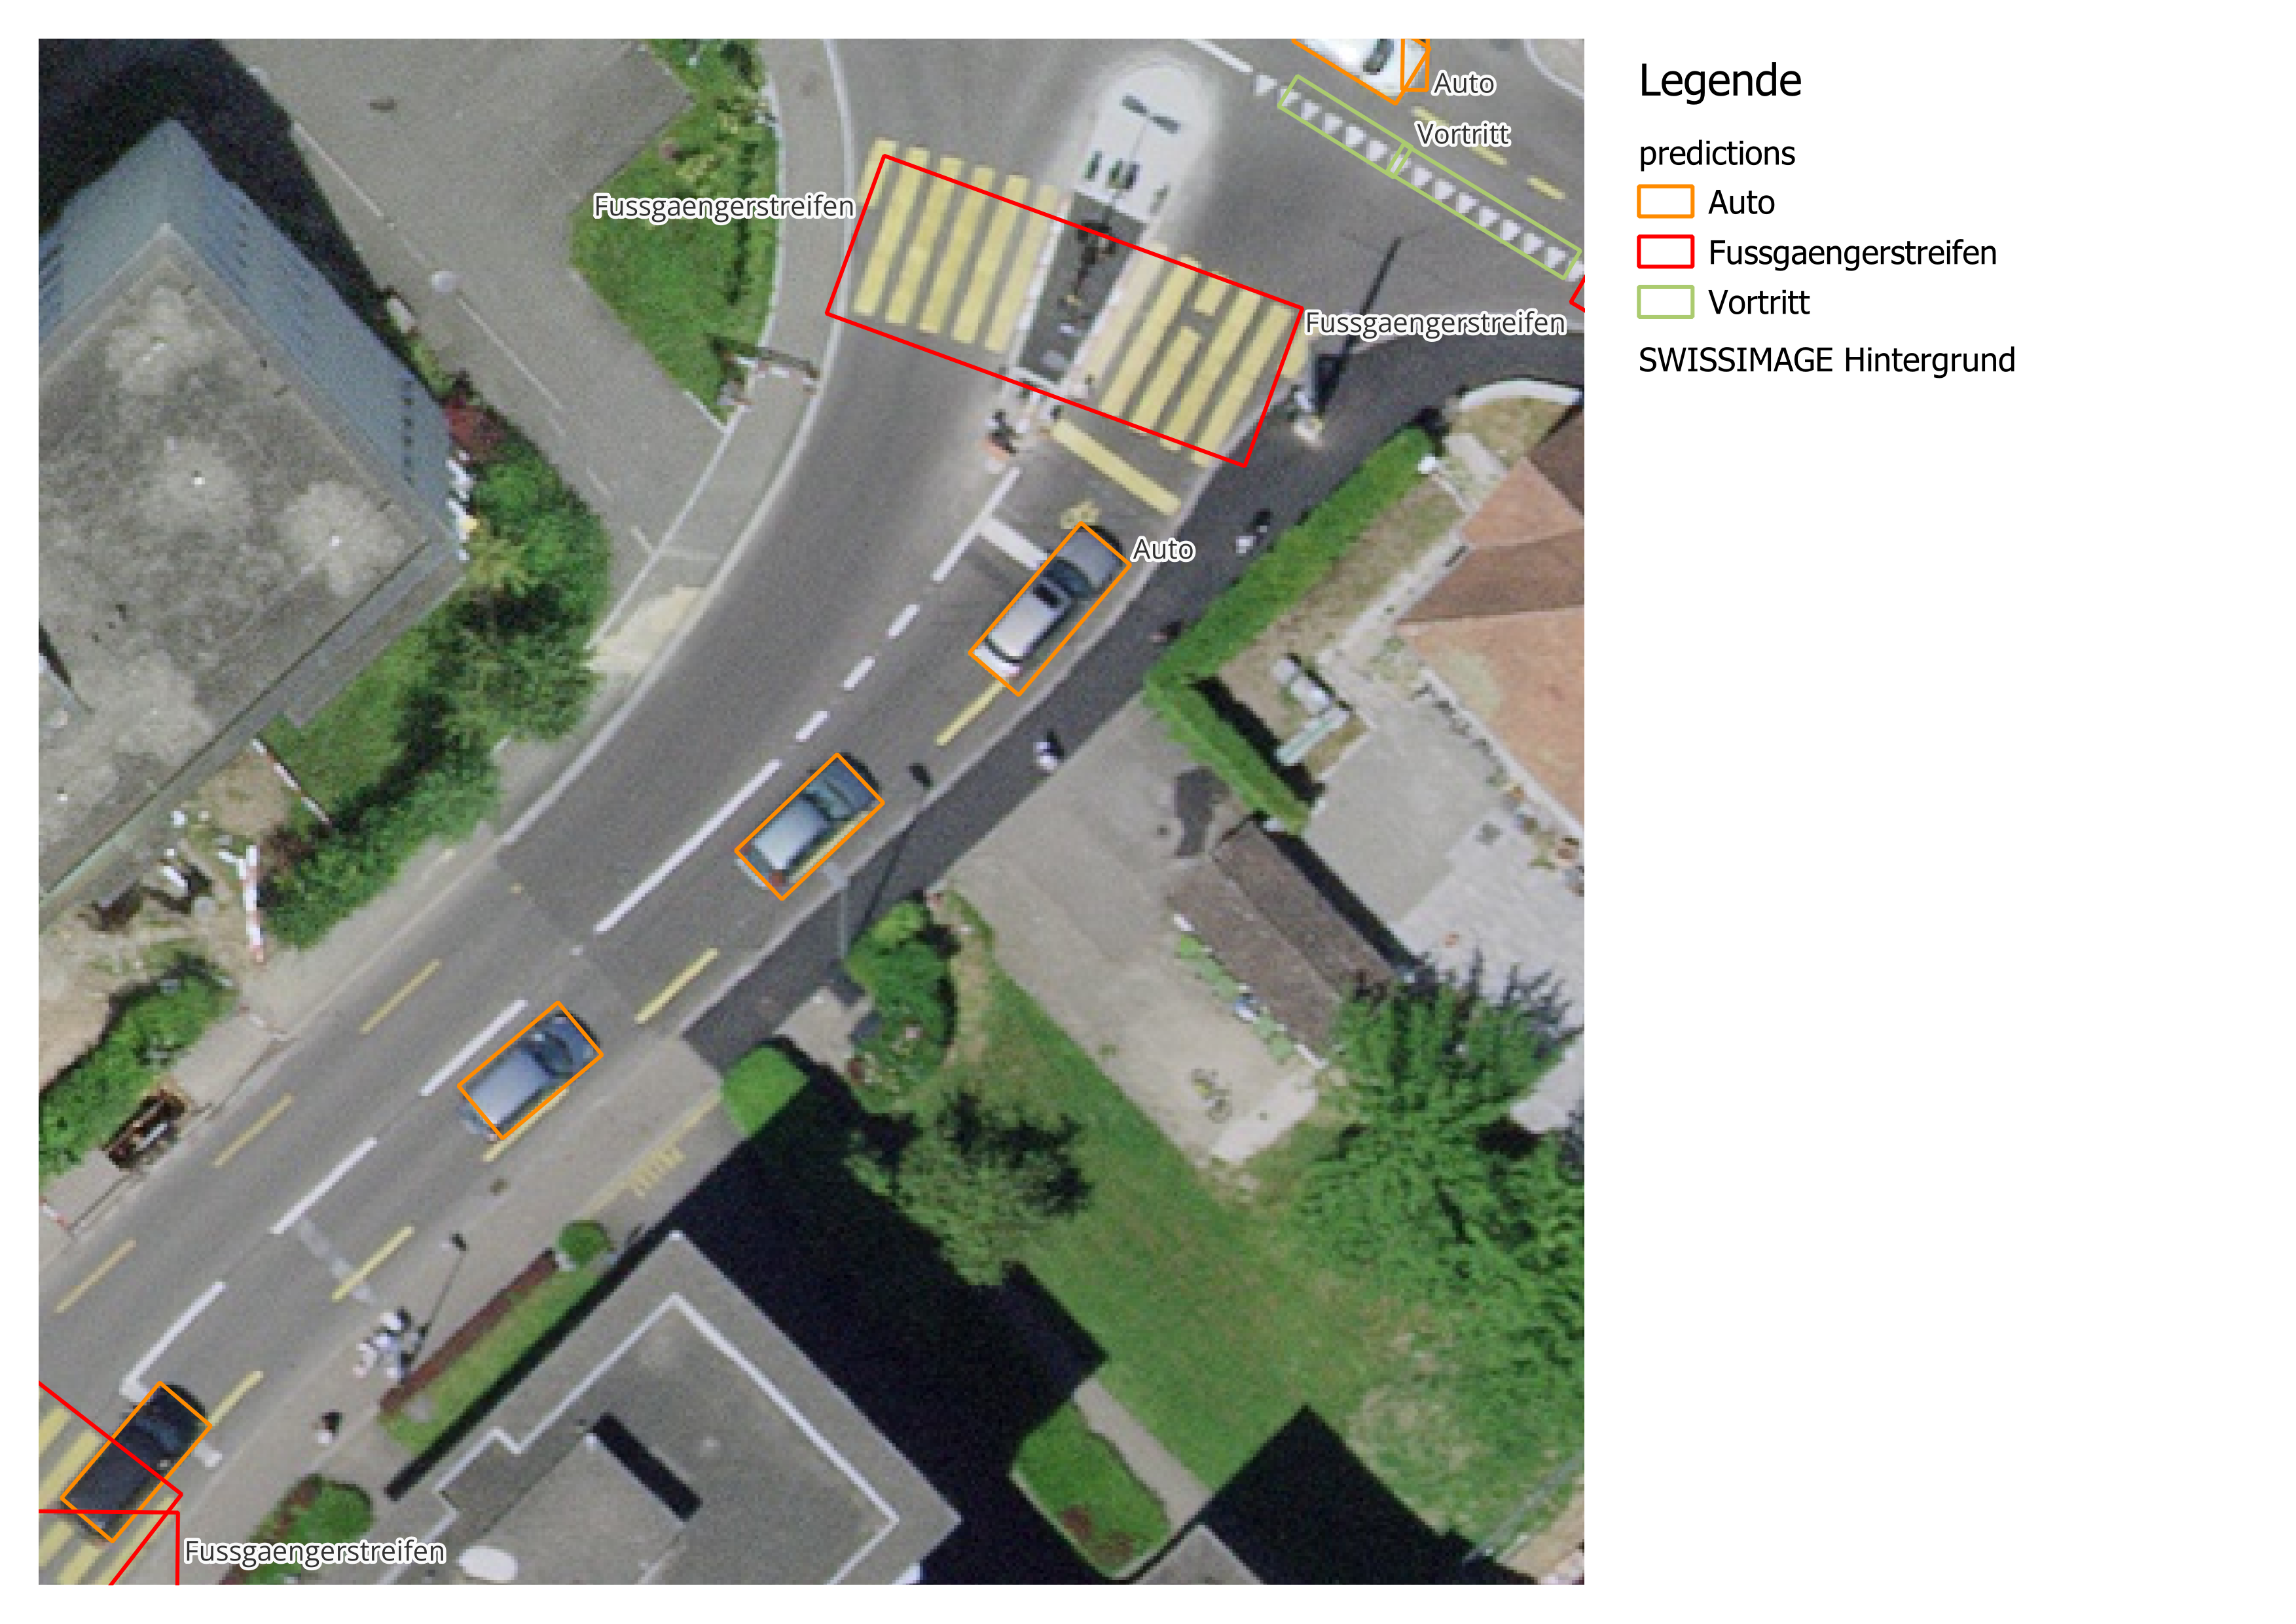 Auto
Vortritt
Fussgaengerstreifen
Fussgaengerstreifen
Auto
Fussgaengerstreifen
Legende
predictions
Auto
Fussgaengerstreifen
Vortritt
SWISSIMAGE Hintergrund